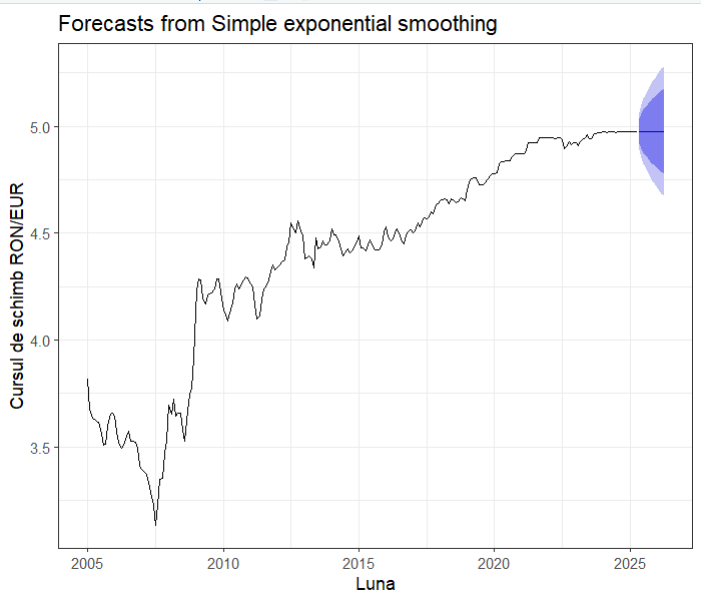 Forecasts from Simple exponential smoothing
5.0
4.5
4.0
3.5
Cursul de schimb RON/EUR
2005 2010 2015 2020 2025
Luna